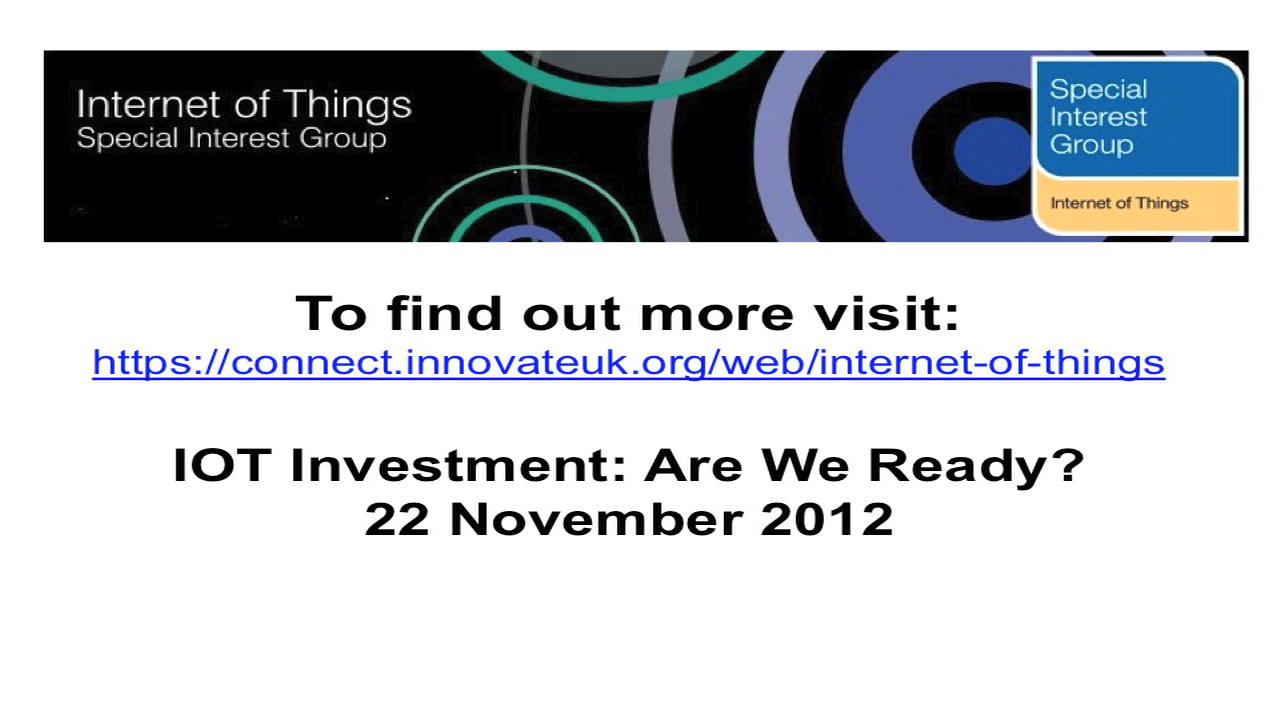 Internet of Things
Special Interest Group
Special
Interest
Group
Internet of Things
To find out more visit:
https://connect.innovateuk.org/web/internet-of-things
IOT Investment: Are We Ready?
22 November 2012